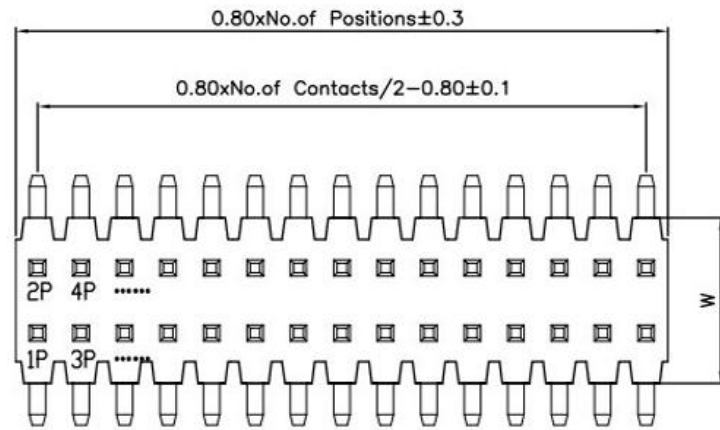 0.80xNo.of Positions±0.3
0.80xNo.of Contacts/2-0.80±0.1
2P 4P ......
W
1P 3P ......